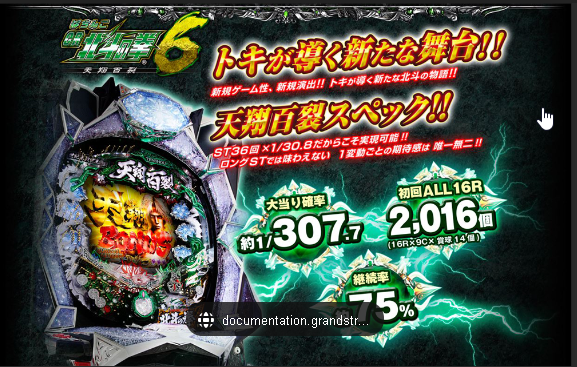 ぱちんこ
CR
北斗の拳6
天翔百裂
トキが導く新たな舞台!!
新規ゲーム性、新規演出!! トキが導く新たな北斗の物語!!
天翔百裂スペック!!
ST36回×1/30.8だからこそ実現可能!!
ロングSTでは味わえない 1変動ごとの期待感は 唯一無二!!
天翔百裂
大当り確率
約1/307.7
初回ALL16R
2,016個
(16R×9C×賞球14個)
継続率
75%
documentation.grandstr...